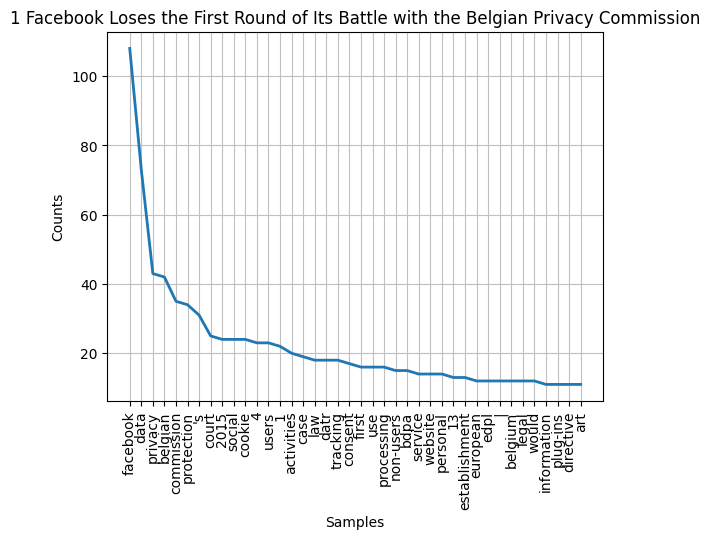 1 Facebook Loses the First Round of Its Battle with the Belgian Privacy Commission
100
80
60
40
20
Counts
facebook
data
privacy
belgian
commission
protection
's
court
2015
social
cookie
4
users
1
activities
case
law
datr
tracking
consent
first
use
processing
non-users
bdpa
service
website
personal
13
establishment
european
edpl
|
belgium
legal
would
information
plug-ins
directive
art
Samples